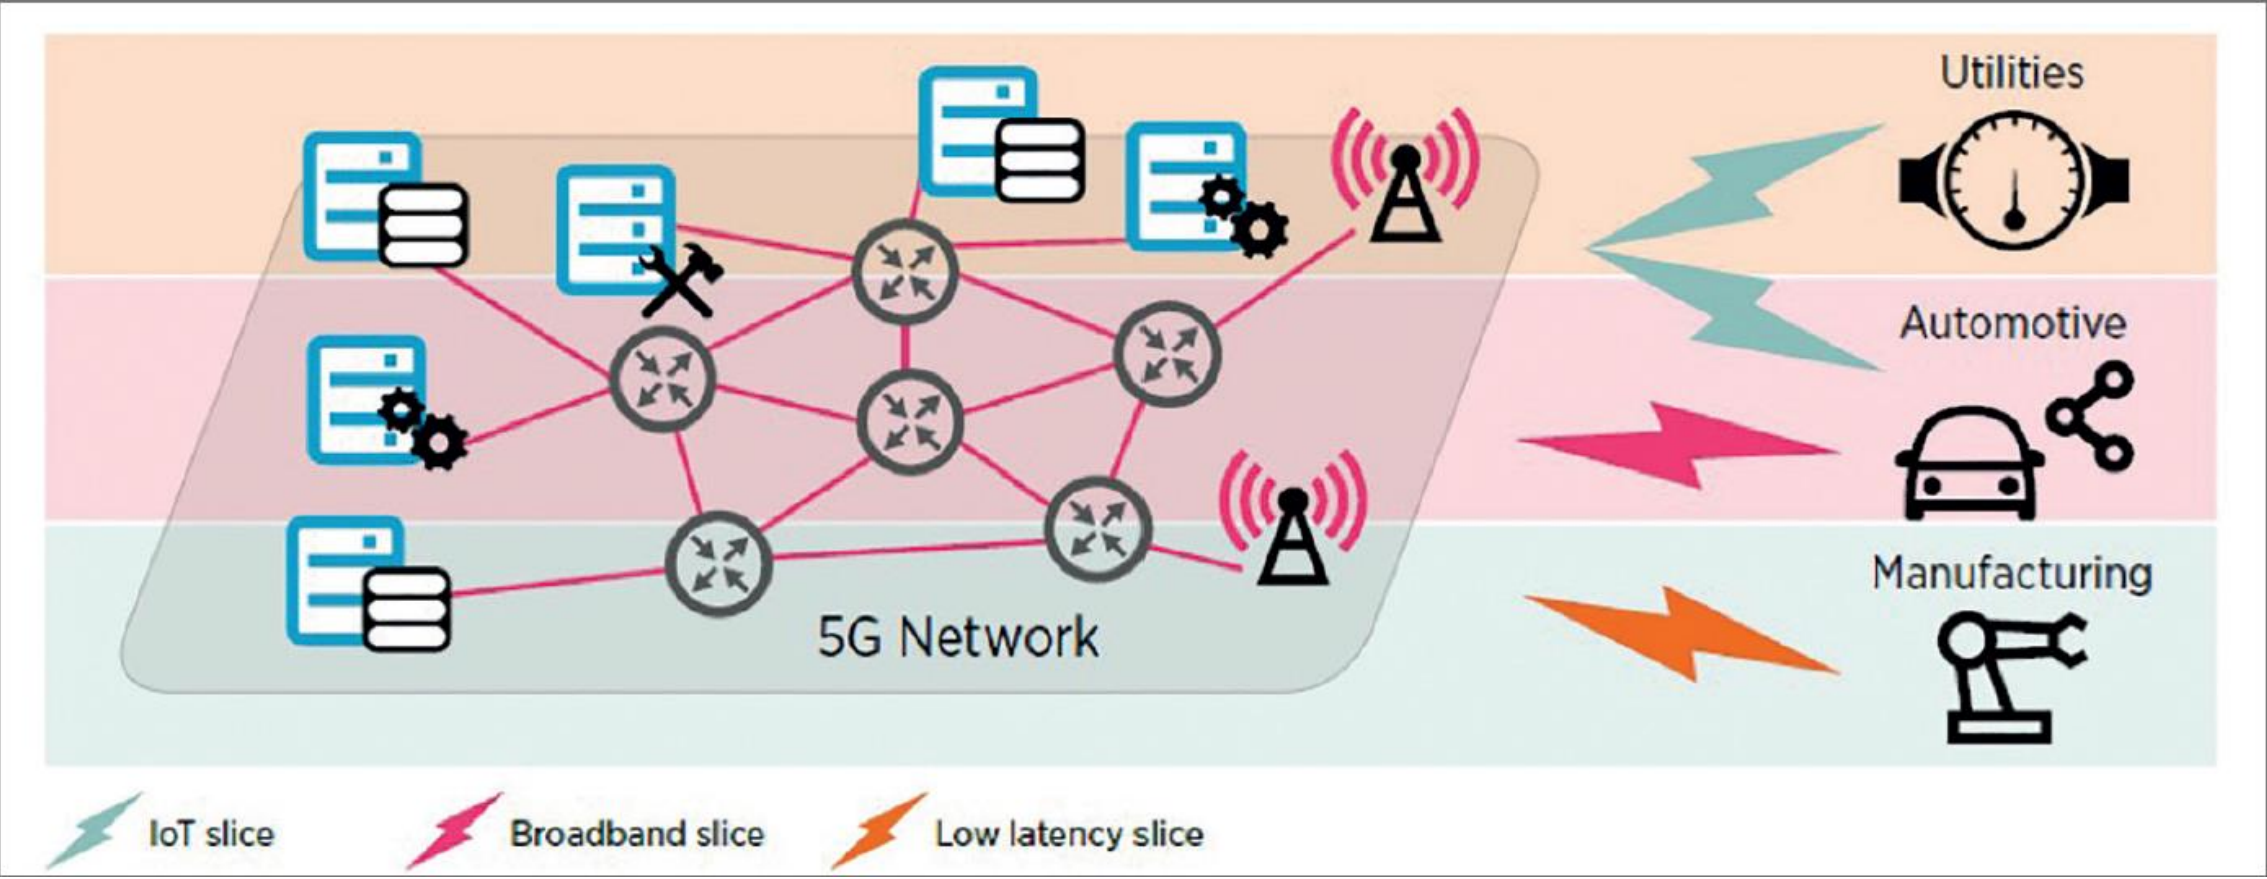 Utilities
Automotive
Manufacturing
5G Network
IoT slice
Broadband slice
Low latency slice